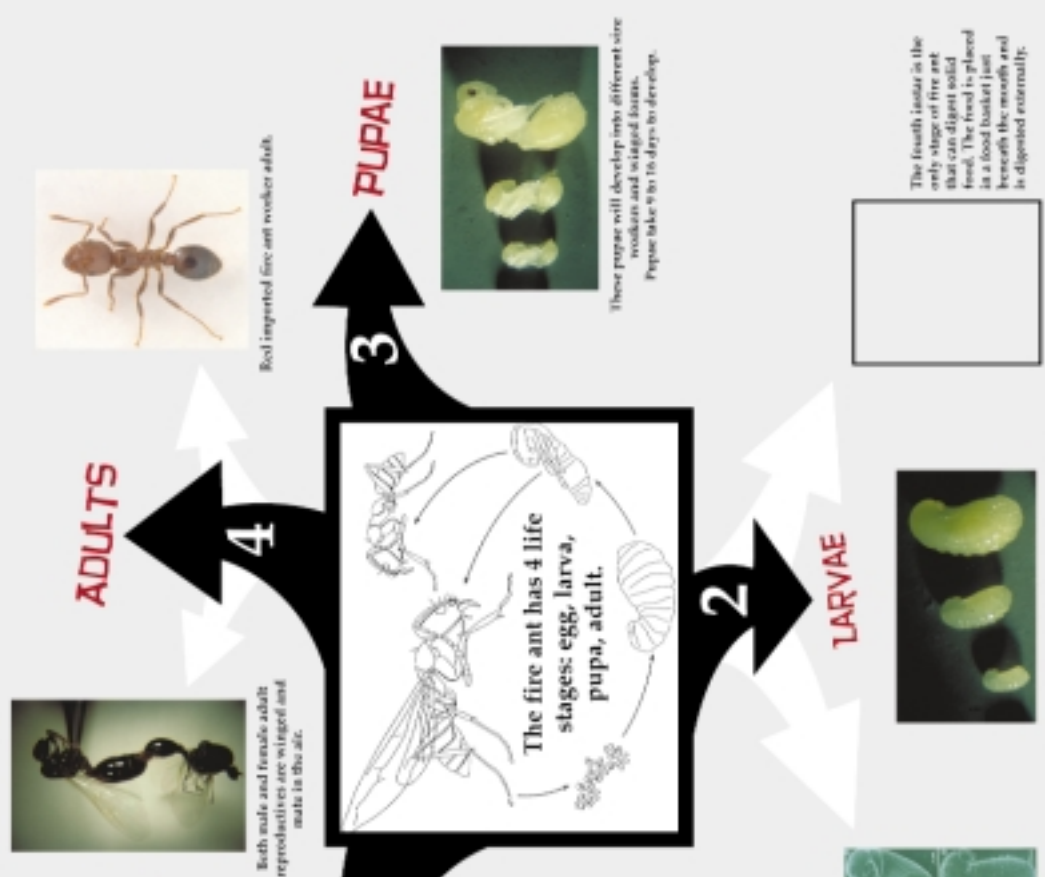 The fire ant has 4 life
stages: egg, larva,
pupa, adult.
2
LARVAE
The fourth instar is the
only stage of fire ant
that can digest solid
food. The food is placed
in a food basket just
beneath the mouth and
is digested externally.
3
PUPAE
These pupae will develop into different size
workers and winged forms.
Pupae take 9 to 16 days to develop.
4
ADULTS
Red imported fire ant worker adult.
Both male and female adult
reproductives are winged and
mate in the air.